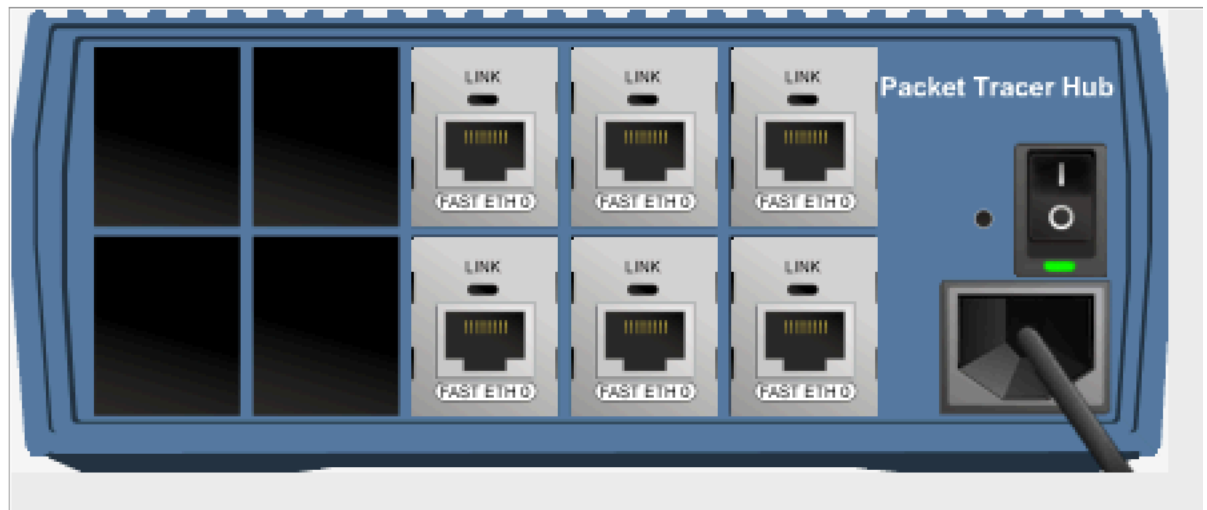 LINK LINK LINK
Packet Tracer Hub
FAST ETH 0 FAST ETH 0 FAST ETH 0
I
O
LINK LINK LINK
FAST ETH 0 FAST ETH 0 FAST ETH 0